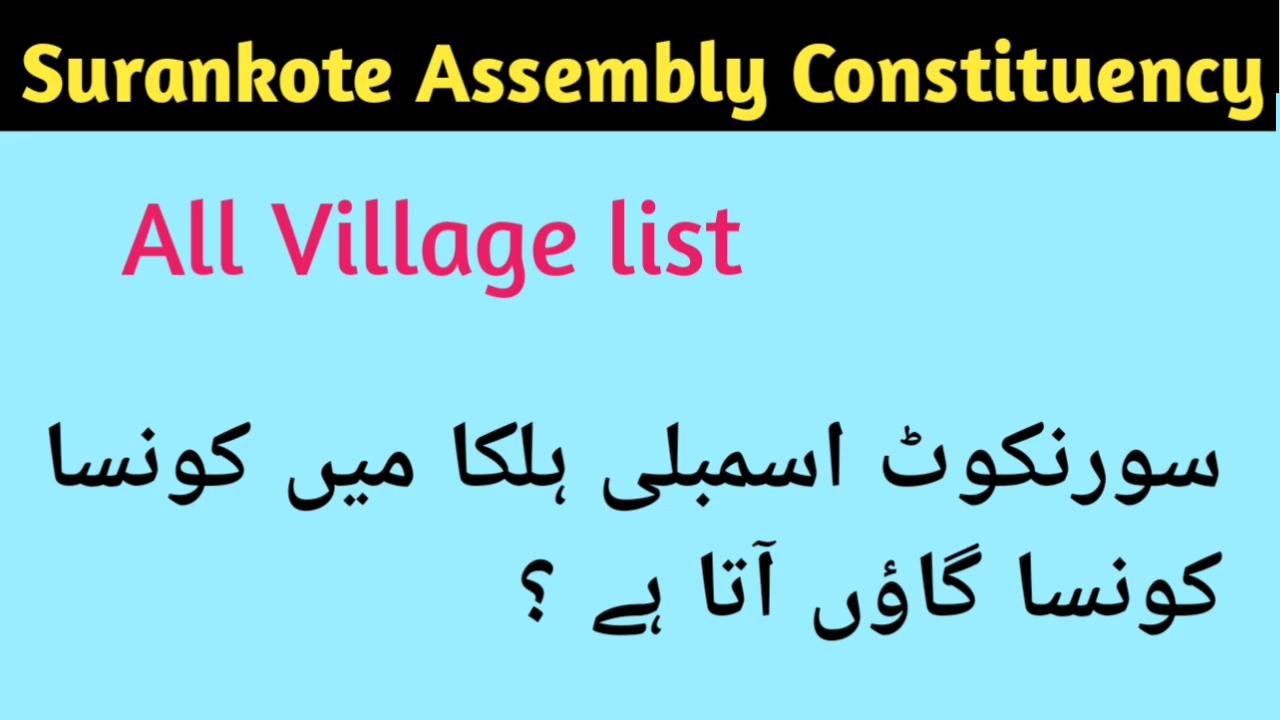 Surankote Assembly Constituency
All Village list
سورنکوٹ اسمبلی ہلکا میں کونسا
کونسا گاؤں آتا ہے ؟